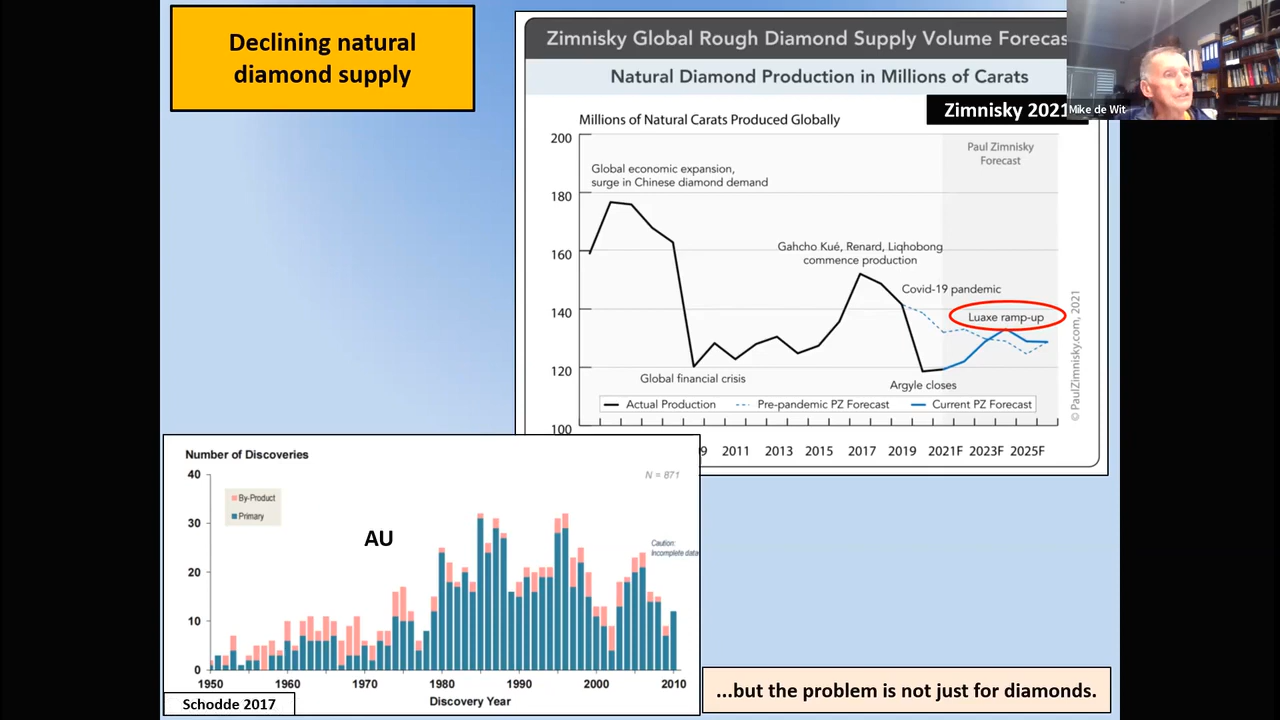 Declining natural
diamond supply
Zimnisky Global Rough Diamond Supply Volume Forecas
Natural Diamond Production in Millions of Carats
Zimnisky 2021
Mike de Wit
Millions of Natural Carats Produced Globally
200
180
160
140
120
100
Paul Zimnisky
Forecast
Global economic expansion,
surge in Chinese diamond demand
Gahcho Kué, Renard, Liqhobong
commence production
Covid-19 pandemic
Luaxe ramp-up
Global financial crisis
Argyle closes
Actual Production
Pre-pandemic PZ Forecast
Current PZ Forecast
9 2011 2013 2015 2017 2019 2021F 2023F 2025F
© PaulZimnisky.com, 2021
Number of Discoveries
N = 871
40
30
20
10
0
By-Product
Primary
AU
Caution:
Incomplete data
1950 1960 1970 1980 1990 2000 2010
Discovery Year
Schodde 2017
...but the problem is not just for diamonds.